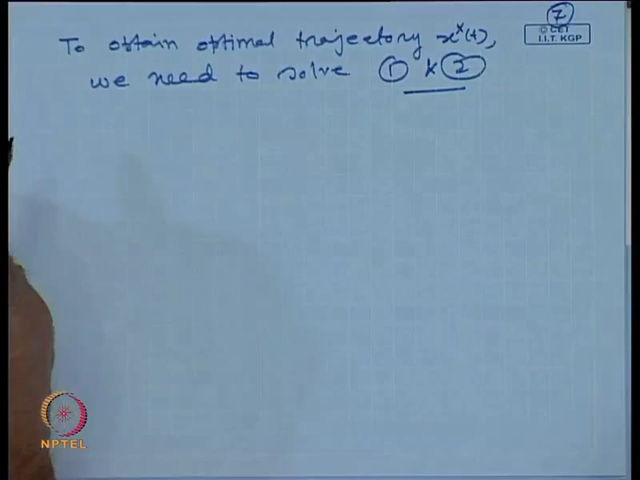 7
© CET
I.I.T. KGP
To obtain optimal trajectory x*(t),
we need to solve ① & ②
NPTEL